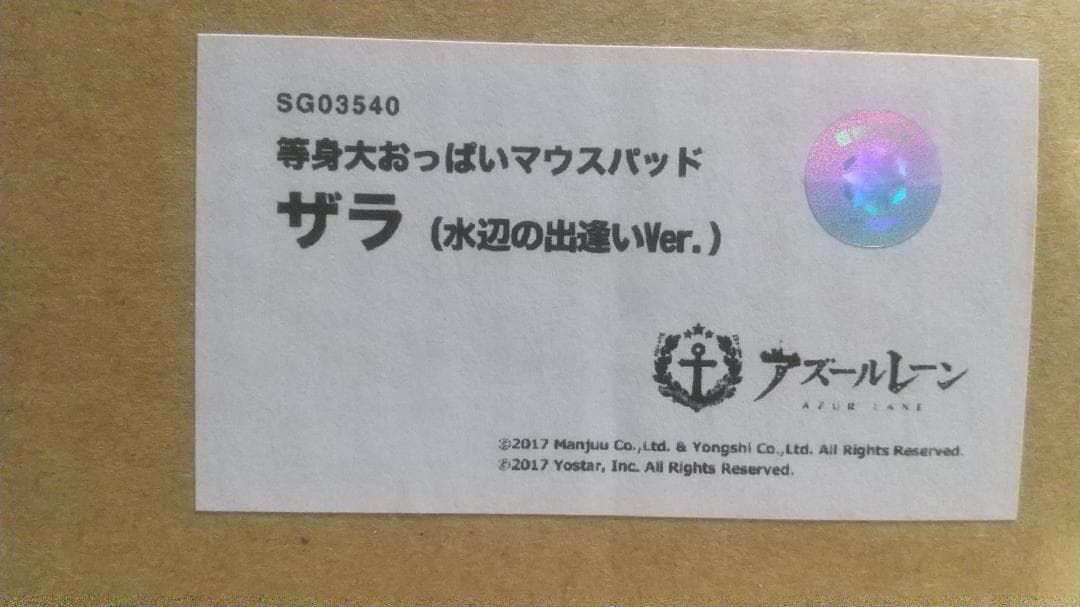 SG03540
等身大おっぱいマウスパッド
ザラ (水辺の出逢いVer.)
アズールレーン
AZUR LANE
©2017 Manjuu Co.,Ltd. & Yongshi Co.,Ltd. All Rights Reserved.
©2017 Yostar, Inc. All Rights Reserved.